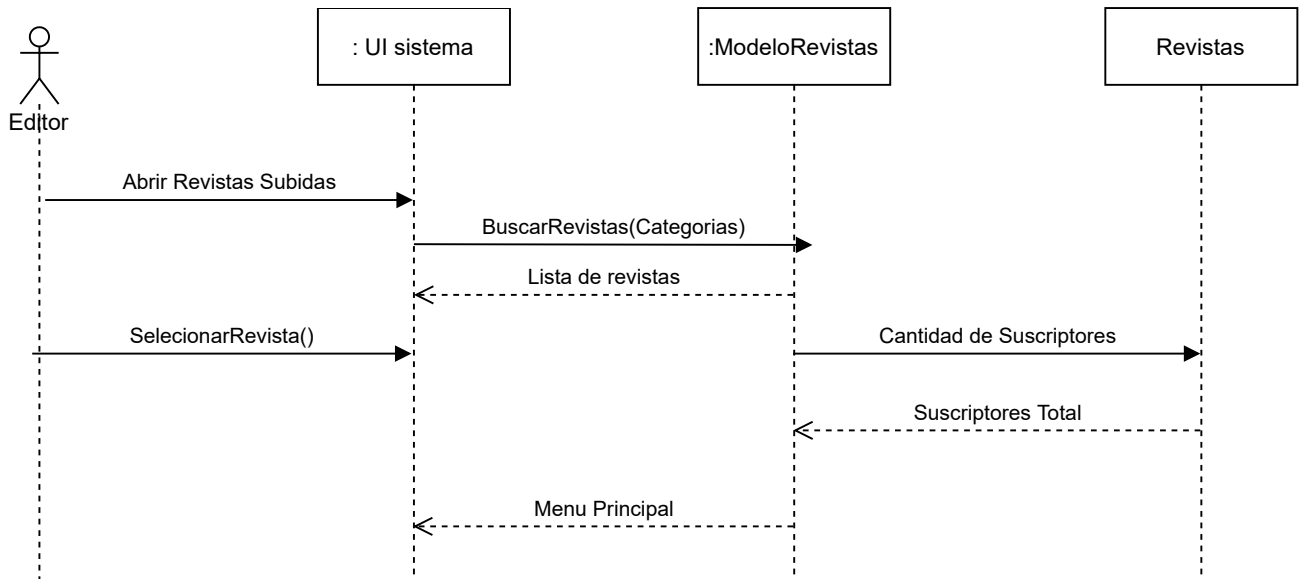 : UI sistema
:ModeloRevistas
Revistas
Editor
Abrir Revistas Subidas
BuscarRevistas(Categorias)
Lista de revistas
SelecionarRevista()
Cantidad de Suscriptores
Suscriptores Total
Menu Principal